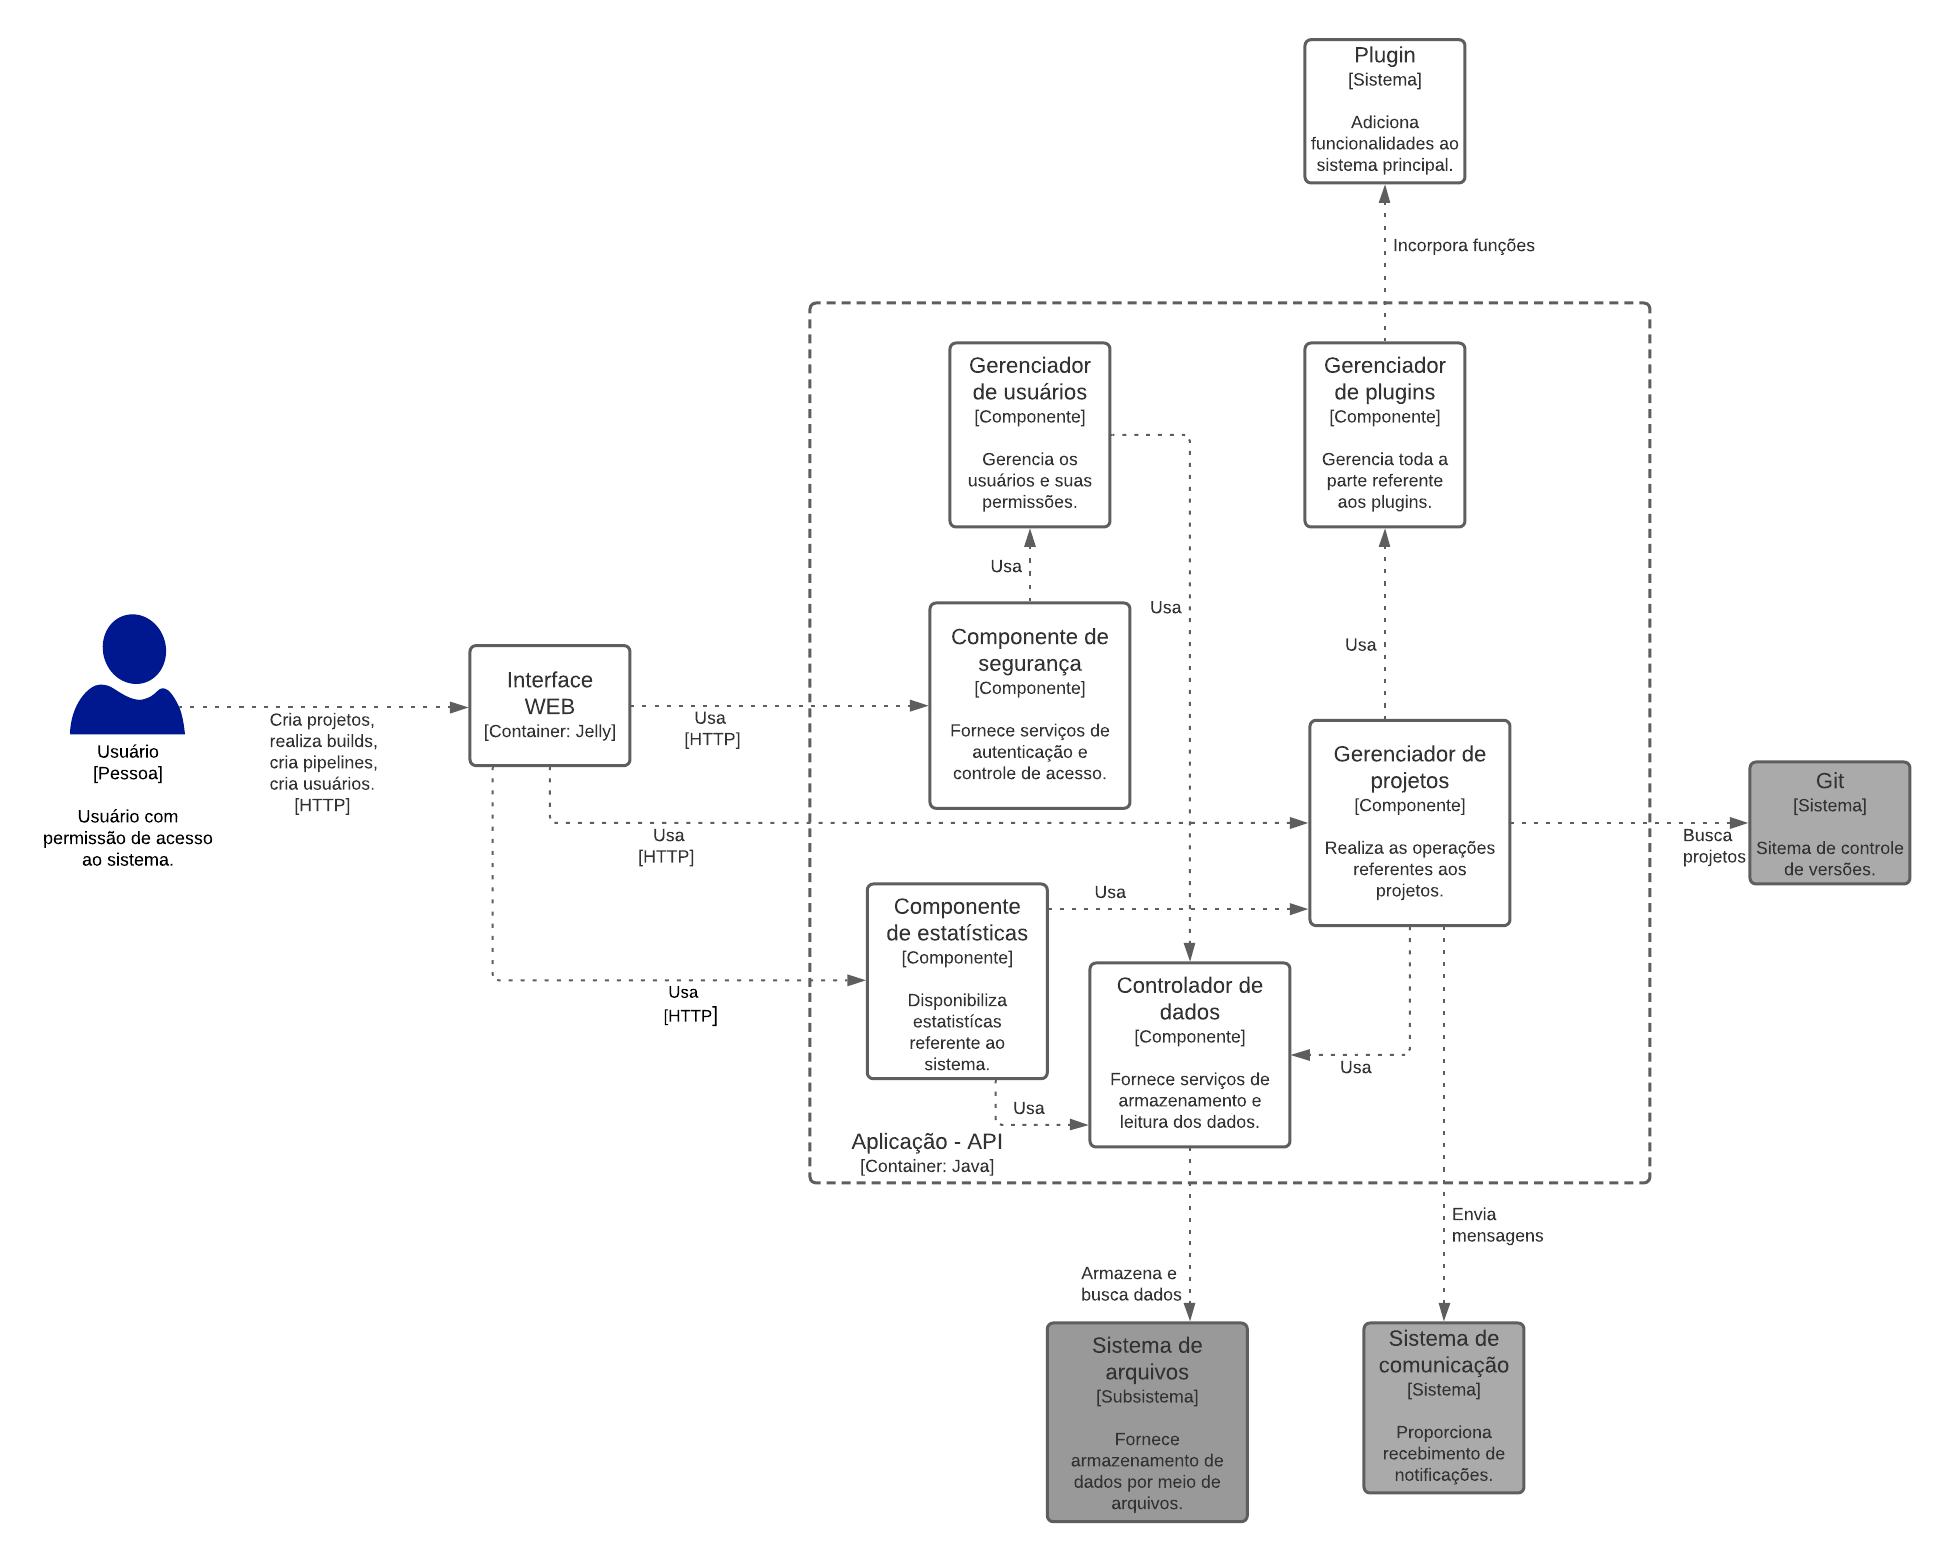 Plugin
[Sistema]
Adiciona
funcionalidades ao
sistema principal.
Incorpora funções
Gerenciador
de usuários
[Componente]
Gerencia os
usuários e suas
permissões.
Gerenciador
de plugins
[Componente]
Gerencia toda a
parte referente
aos plugins.
Usa
Usa
Usa
Componente de
segurança
[Componente]
Fornece serviços de
autenticação e
controle de acesso.
Interface
WEB
[Container: Jelly]
Usa
[HTTP]
Cria projetos,
realiza builds,
cria pipelines,
cria usuários.
[HTTP]
Usuário
[Pessoa]
Usuário com
permissão de acesso
ao sistema.
Usa
[HTTP]
Gerenciador de
projetos
[Componente]
Realiza as operações
referentes aos
projetos.
Busca
projetos
Git
[Sistema]
Sitema de controle
de versões.
Usa
Componente
de estatísticas
[Componente]
Disponibiliza
estatistícas
referente ao
sistema.
Usa
[HTTP]
Controlador de
dados
[Componente]
Fornece serviços de
armazenamento e
leitura dos dados.
Usa
Usa
Aplicação - API
[Container: Java]
Envia
mensagens
Armazena e
busca dados
Sistema de
arquivos
[Subsistema]
Fornece
armazenamento de
dados por meio de
arquivos.
Sistema de
comunicação
[Sistema]
Proporciona
recebimento de
notificações.